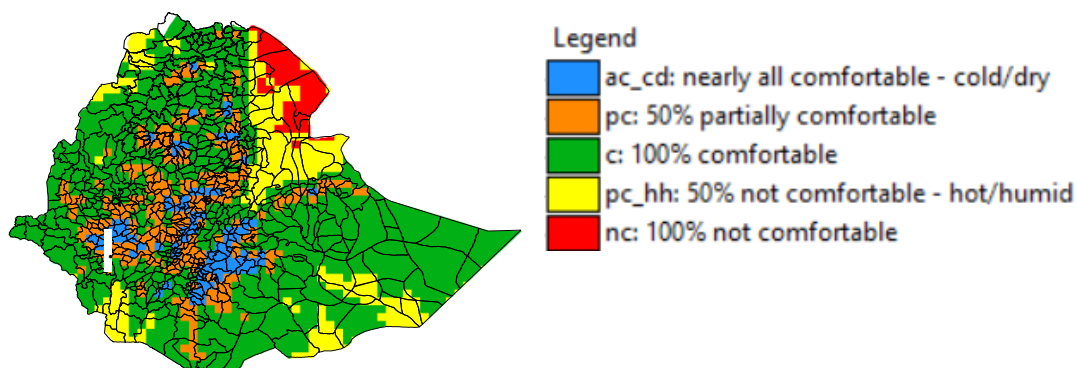 Legend
ac_cd: nearly all comfortable - cold/dry
pc: 50% partially comfortable
c: 100% comfortable
pc_hh: 50% not comfortable - hot/humid
nc: 100% not comfortable